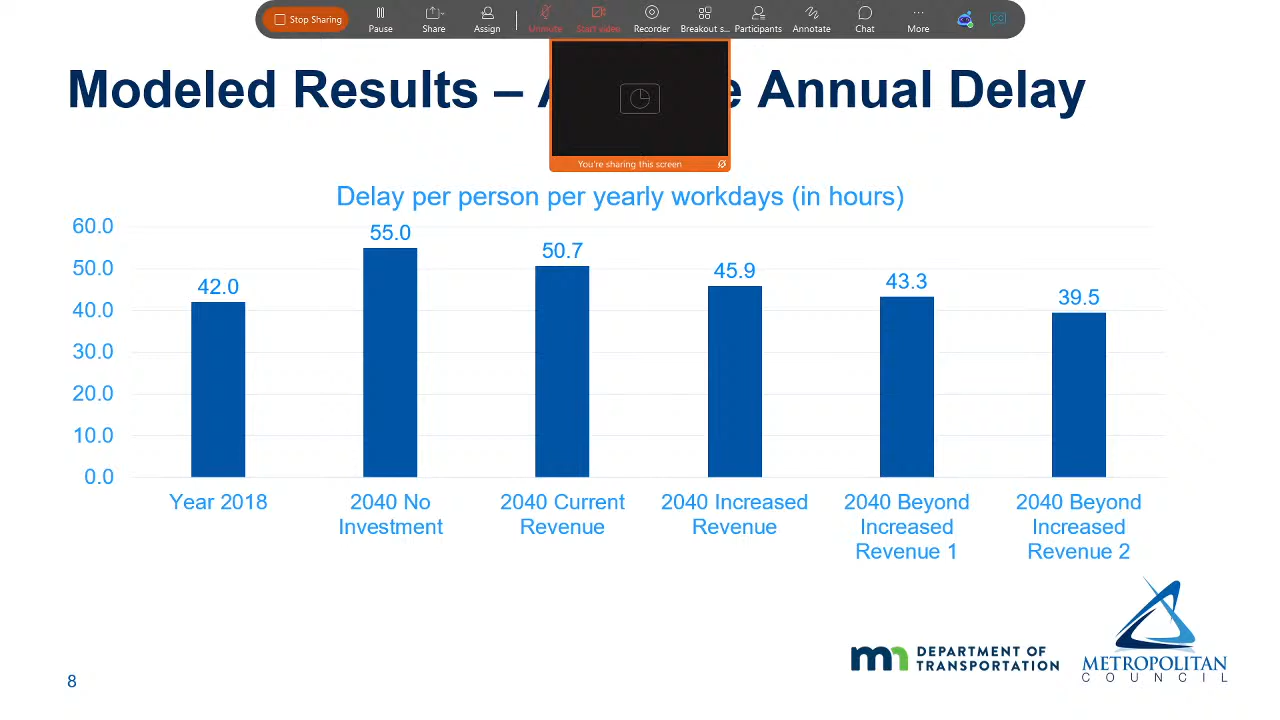 Stop Sharing
Pause
Share
Assign
Unmute
Start video
Recorder
Breakout s...
Participants
Annotate
Chat
More
CC
Modeled Results – A e Annual Delay
You're sharing this screen
Delay per person per yearly workdays (in hours)
60.0
50.0
40.0
30.0
20.0
10.0
0.0
42.0
55.0
50.7
45.9
43.3
39.5
Year 2018
2040 No
Investment
2040 Current
Revenue
2040 Increased
Revenue
2040 Beyond
Increased
Revenue 1
2040 Beyond
Increased
Revenue 2
8
mn DEPARTMENT OF
TRANSPORTATION
METROPOLITAN
COUNCIL